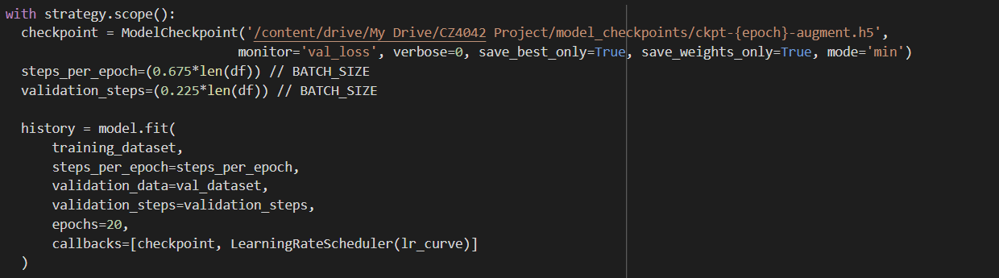 with strategy.scope():
checkpoint = ModelCheckpoint('/content/drive/My Drive/CZ4042 Project/model_checkpoints/ckpt-{epoch}-augment.h5',
monitor='val_loss', verbose=0, save_best_only=True, save_weights_only=True, mode='min')
steps_per_epoch=(0.675*len(df)) // BATCH_SIZE
validation_steps=(0.225*len(df)) // BATCH_SIZE
history = model.fit(
training_dataset,
steps_per_epoch=steps_per_epoch,
validation_data=val_dataset,
validation_steps=validation_steps,
epochs=20,
callbacks=[checkpoint, LearningRateScheduler(lr_curve)]
)